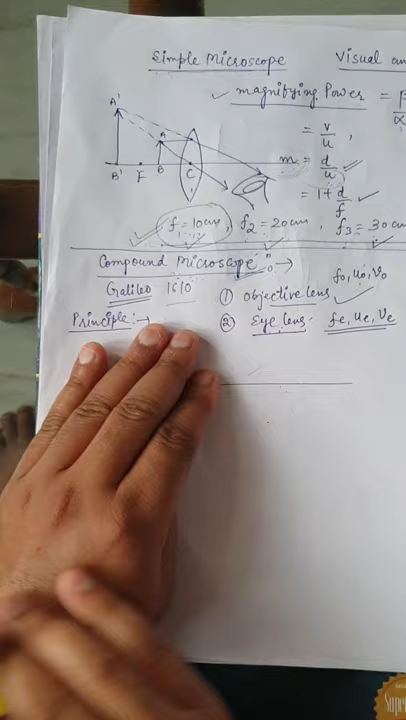 Simple Microscope Visual an
magnifying Power = β/α
= v/u ,
m = d/u
= 1 + d/f
A'
A
B' F B C
f₁ = 10cm, f₂ = 20cm, f₃ = 30cm
Compound Microscope :→
Galileo 1610
① objective lens fo, uo, vo
② Eye lens fe, ue, ve
Principle :→